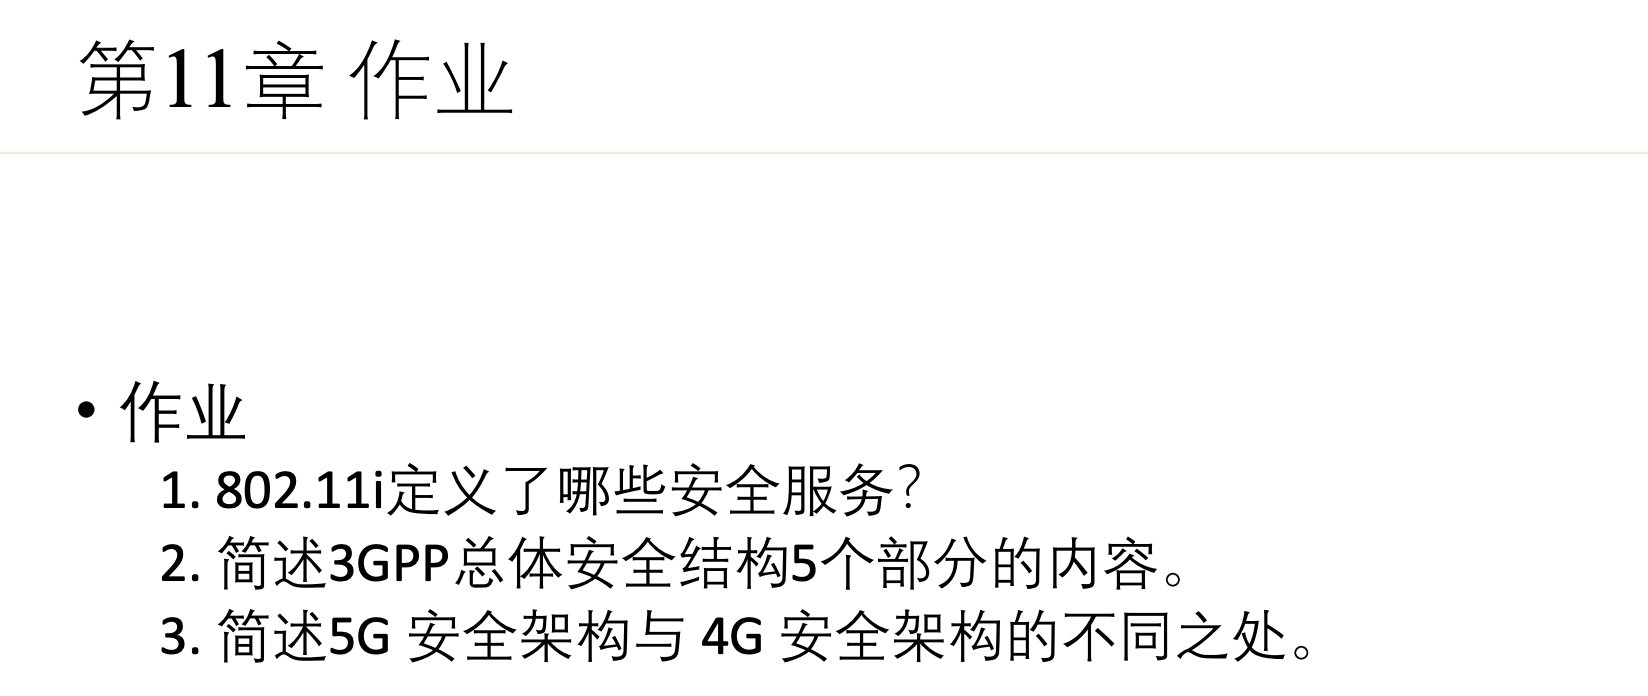 第11章 作业
• 作业
1. 802.11i定义了哪些安全服务?
2. 简述3GPP总体安全结构5个部分的内容。
3. 简述5G 安全架构与 4G 安全架构的不同之处。